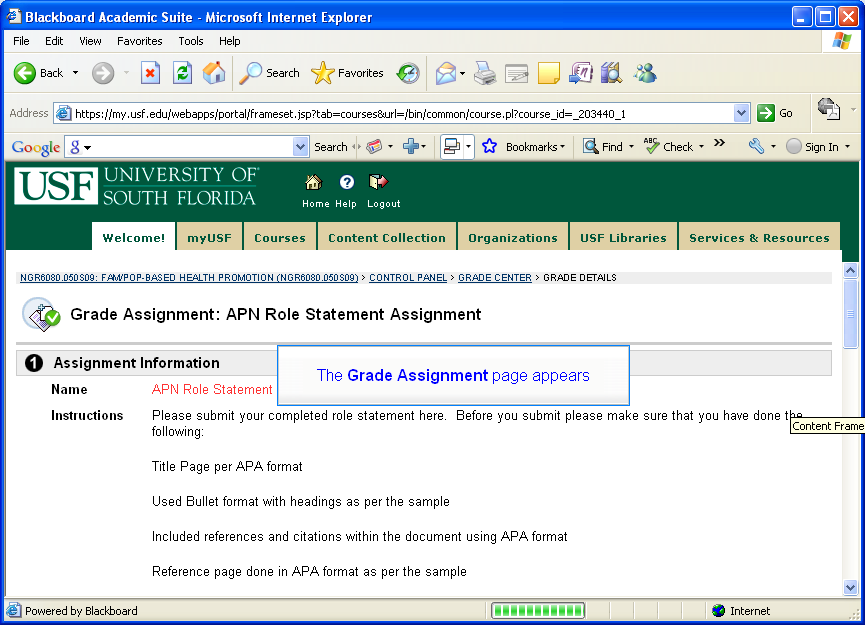 Blackboard Academic Suite - Microsoft Internet Explorer
File Edit View Favorites Tools Help
Back Search Favorites
Address https://my.usf.edu/webapps/portal/frameset.jsp?tab=courses&url=/bin/common/course.pl?course_id=_203440_1 Go
Google g Search Bookmarks Find ABC Check » Sign In
USF UNIVERSITY OF
SOUTH FLORIDA
Home Help Logout
Welcome! myUSF Courses Content Collection Organizations USF Libraries Services & Resources
NGR6080.050S09: FAM/POP-BASED HEALTH PROMOTION (NGR6080.050S09) > CONTROL PANEL > GRADE CENTER > GRADE DETAILS
Grade Assignment: APN Role Statement Assignment
1 Assignment Information
The Grade Assignment page appears
Name APN Role Statement
Instructions Please submit your completed role statement here. Before you submit please make sure that you have done the
following:
Content Frame
Title Page per APA format
Used Bullet format with headings as per the sample
Included references and citations within the document using APA format
Reference page done in APA format as per the sample
Powered by Blackboard Internet